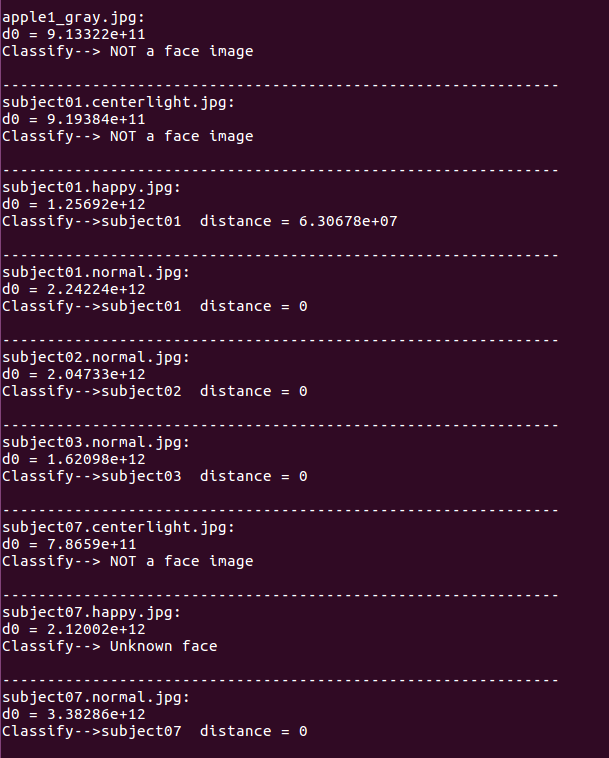 apple1_gray.jpg:
d0 = 9.13322e+11
Classify--> NOT a face image
--------------------------------------------------------------
subject01.centerlight.jpg:
d0 = 9.19384e+11
Classify--> NOT a face image
--------------------------------------------------------------
subject01.happy.jpg:
d0 = 1.25692e+12
Classify-->subject01  distance = 6.30678e+07
--------------------------------------------------------------
subject01.normal.jpg:
d0 = 2.24224e+12
Classify-->subject01  distance = 0
--------------------------------------------------------------
subject02.normal.jpg:
d0 = 2.04733e+12
Classify-->subject02  distance = 0
--------------------------------------------------------------
subject03.normal.jpg:
d0 = 1.62098e+12
Classify-->subject03  distance = 0
--------------------------------------------------------------
subject07.centerlight.jpg:
d0 = 7.8659e+11
Classify--> NOT a face image
--------------------------------------------------------------
subject07.happy.jpg:
d0 = 2.12002e+12
Classify--> Unknown face
--------------------------------------------------------------
subject07.normal.jpg:
d0 = 3.38286e+12
Classify-->subject07  distance = 0